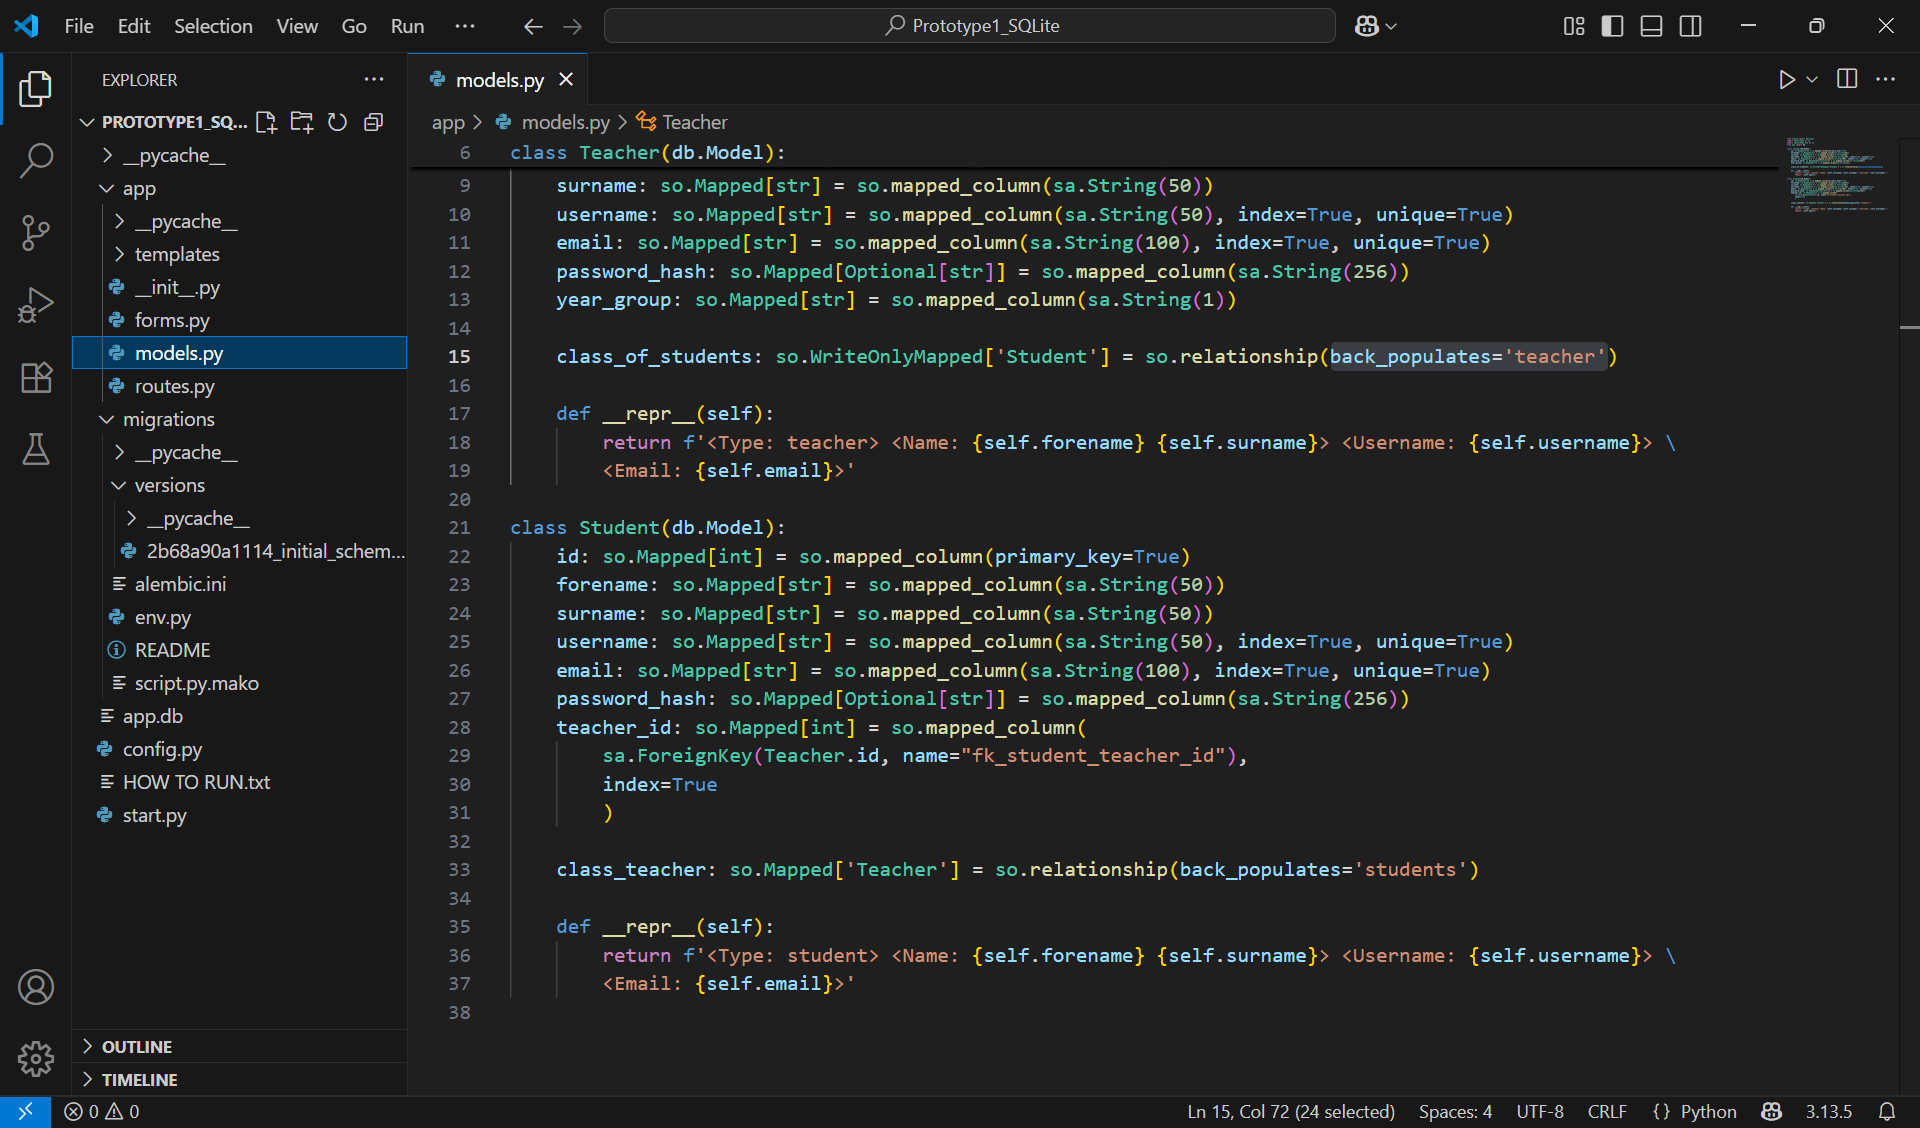 File Edit Selection View Go Run ···
Prototype1_SQLite
EXPLORER ···
PROTOTYPE1_SQ...
__pycache__
app
__pycache__
templates
__init__.py
forms.py
models.py
routes.py
migrations
__pycache__
versions
__pycache__
2b68a90a1114_initial_schem...
alembic.ini
env.py
README
script.py.mako
app.db
config.py
HOW TO RUN.txt
start.py
OUTLINE
TIMELINE
models.py
app > models.py > Teacher
6 class Teacher(db.Model):
9     surname: so.Mapped[str] = so.mapped_column(sa.String(50))
10     username: so.Mapped[str] = so.mapped_column(sa.String(50), index=True, unique=True)
11     email: so.Mapped[str] = so.mapped_column(sa.String(100), index=True, unique=True)
12     password_hash: so.Mapped[Optional[str]] = so.mapped_column(sa.String(256))
13     year_group: so.Mapped[str] = so.mapped_column(sa.String(1))
14
15     class_of_students: so.WriteOnlyMapped['Student'] = so.relationship(back_populates='teacher')
16
17     def __repr__(self):
18         return f'<Type: teacher> <Name: {self.forename} {self.surname}> <Username: {self.username}> \
19         <Email: {self.email}>'
20
21 class Student(db.Model):
22     id: so.Mapped[int] = so.mapped_column(primary_key=True)
23     forename: so.Mapped[str] = so.mapped_column(sa.String(50))
24     surname: so.Mapped[str] = so.mapped_column(sa.String(50))
25     username: so.Mapped[str] = so.mapped_column(sa.String(50), index=True, unique=True)
26     email: so.Mapped[str] = so.mapped_column(sa.String(100), index=True, unique=True)
27     password_hash: so.Mapped[Optional[str]] = so.mapped_column(sa.String(256))
28     teacher_id: so.Mapped[int] = so.mapped_column(
29         sa.ForeignKey(Teacher.id, name="fk_student_teacher_id"),
30         index=True
31         )
32
33     class_teacher: so.Mapped['Teacher'] = so.relationship(back_populates='students')
34
35     def __repr__(self):
36         return f'<Type: student> <Name: {self.forename} {self.surname}> <Username: {self.username}> \
37         <Email: {self.email}>'
38
0 0
Ln 15, Col 72 (24 selected) Spaces: 4 UTF-8 CRLF {} Python 3.13.5